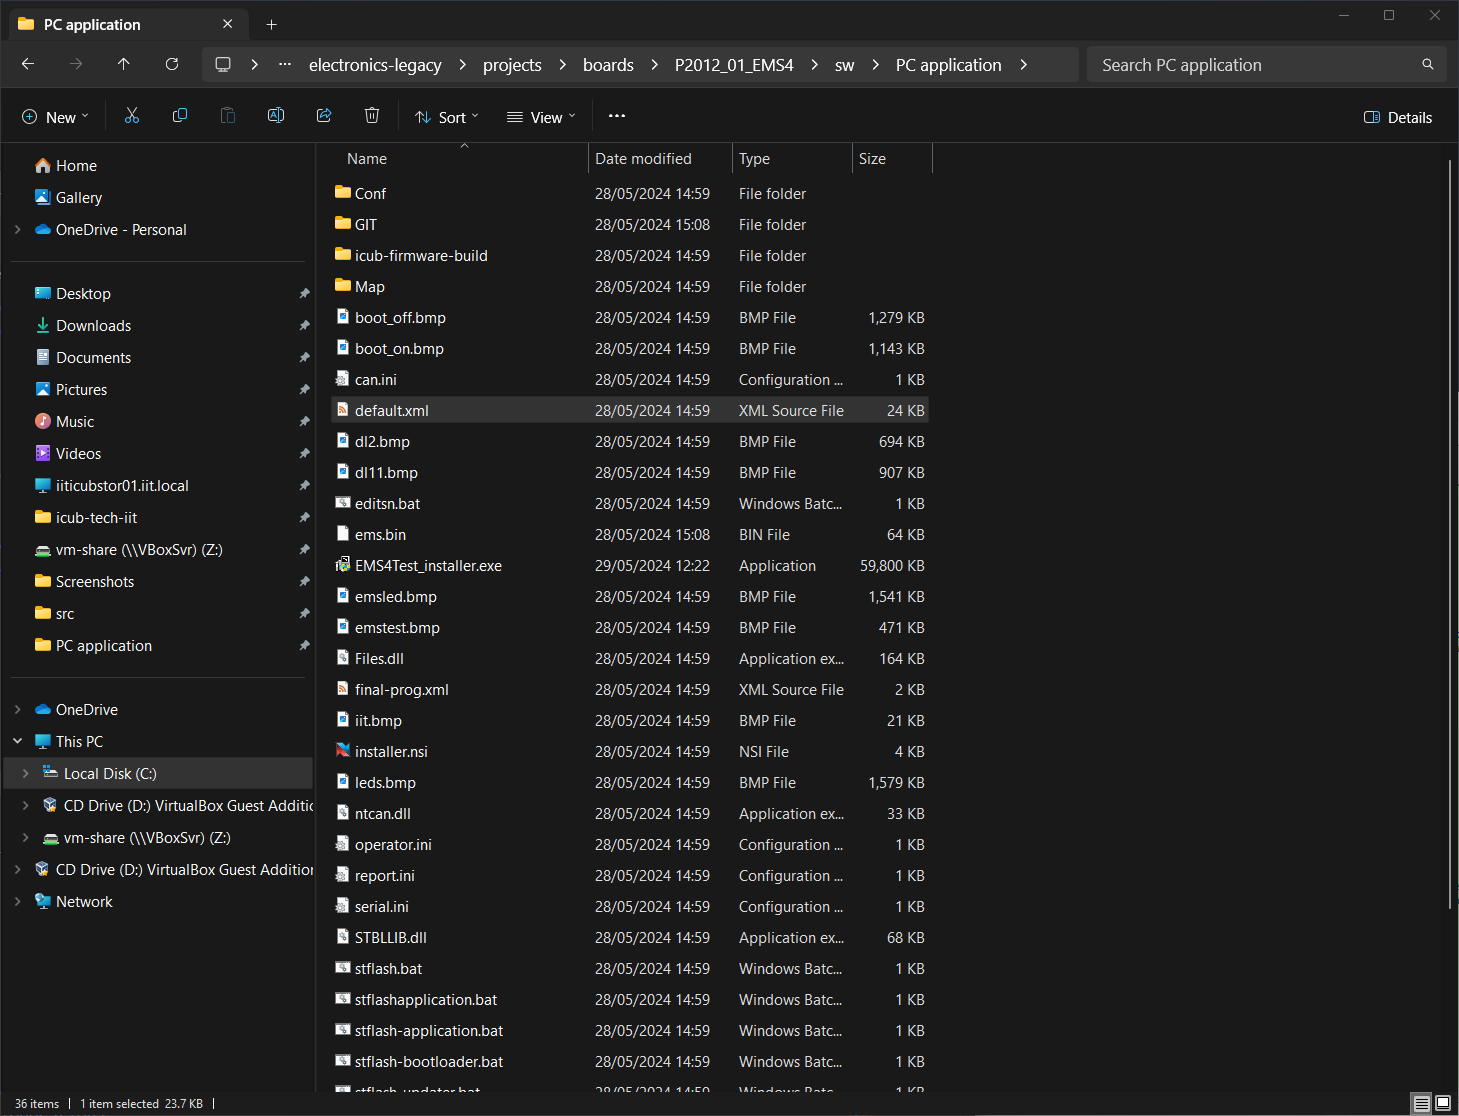 PC application
electronics-legacy > projects > boards > P2012_01_EMS4 > sw > PC application >
Search PC application
New
Sort
View
Details
Home
Gallery
OneDrive - Personal
Desktop
Downloads
Documents
Pictures
Music
Videos
iiticubstor01.iit.local
icub-tech-iit
vm-share (\\VBoxSvr) (Z:)
Screenshots
src
PC application
OneDrive
This PC
Local Disk (C:)
CD Drive (D:) VirtualBox Guest Additic
vm-share (\\VBoxSvr) (Z:)
CD Drive (D:) VirtualBox Guest Addition
Network
Name Date modified Type Size
Conf 28/05/2024 14:59 File folder
GIT 28/05/2024 15:08 File folder
icub-firmware-build 28/05/2024 14:59 File folder
Map 28/05/2024 14:59 File folder
boot_off.bmp 28/05/2024 14:59 BMP File 1,279 KB
boot_on.bmp 28/05/2024 14:59 BMP File 1,143 KB
can.ini 28/05/2024 14:59 Configuration ... 1 KB
default.xml 28/05/2024 14:59 XML Source File 24 KB
dl2.bmp 28/05/2024 14:59 BMP File 694 KB
dl11.bmp 28/05/2024 14:59 BMP File 907 KB
editsn.bat 28/05/2024 14:59 Windows Batc... 1 KB
ems.bin 28/05/2024 15:08 BIN File 64 KB
EMS4Test_installer.exe 29/05/2024 12:22 Application 59,800 KB
emsled.bmp 28/05/2024 14:59 BMP File 1,541 KB
emstest.bmp 28/05/2024 14:59 BMP File 471 KB
Files.dll 28/05/2024 14:59 Application ex... 164 KB
final-prog.xml 28/05/2024 14:59 XML Source File 2 KB
iit.bmp 28/05/2024 14:59 BMP File 21 KB
installer.nsi 28/05/2024 14:59 NSI File 4 KB
leds.bmp 28/05/2024 14:59 BMP File 1,579 KB
ntcan.dll 28/05/2024 14:59 Application ex... 33 KB
operator.ini 28/05/2024 14:59 Configuration ... 1 KB
report.ini 28/05/2024 14:59 Configuration ... 1 KB
serial.ini 28/05/2024 14:59 Configuration ... 1 KB
STBLLIB.dll 28/05/2024 14:59 Application ex... 68 KB
stflash.bat 28/05/2024 14:59 Windows Batc... 1 KB
stflashapplication.bat 28/05/2024 14:59 Windows Batc... 1 KB
stflash-application.bat 28/05/2024 14:59 Windows Batc... 1 KB
stflash-bootloader.bat 28/05/2024 14:59 Windows Batc... 1 KB
stflash-updater.bat 28/05/2024 14:59 Windows Batc... 1 KB
36 items | 1 item selected 23.7 KB |